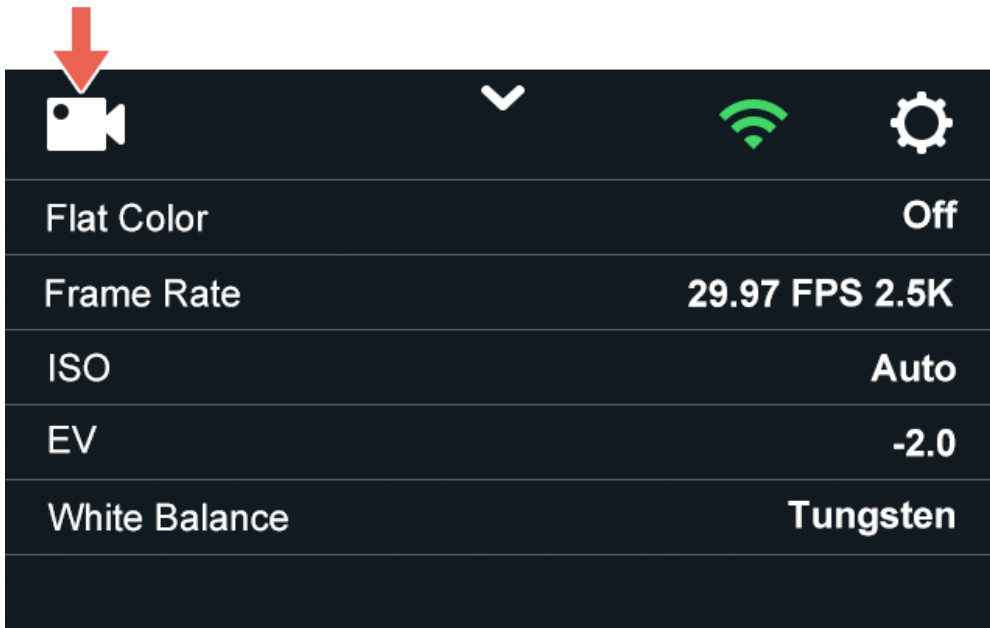 Flat Color Off
Frame Rate 29.97 FPS 2.5K
ISO Auto
EV -2.0
White Balance Tungsten